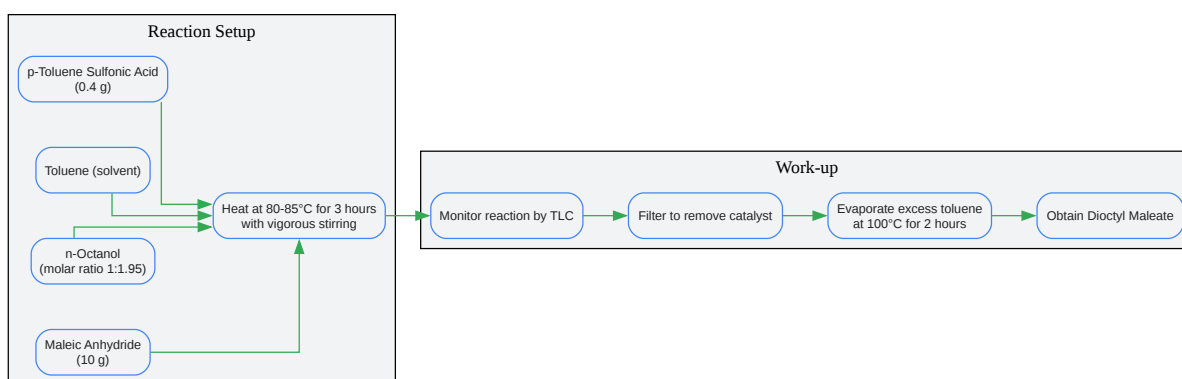 Reaction Setup
p-Toluene Sulfonic Acid
(0.4 g)
Toluene (solvent)
n-Octanol
(molar ratio 1:1.95)
Maleic Anhydride
(10 g)
Heat at 80-85°C for 3 hours
with vigorous stirring
Work-up
Monitor reaction by TLC
Filter to remove catalyst
Evaporate excess toluene
at 100°C for 2 hours
Obtain Dioctyl Maleate